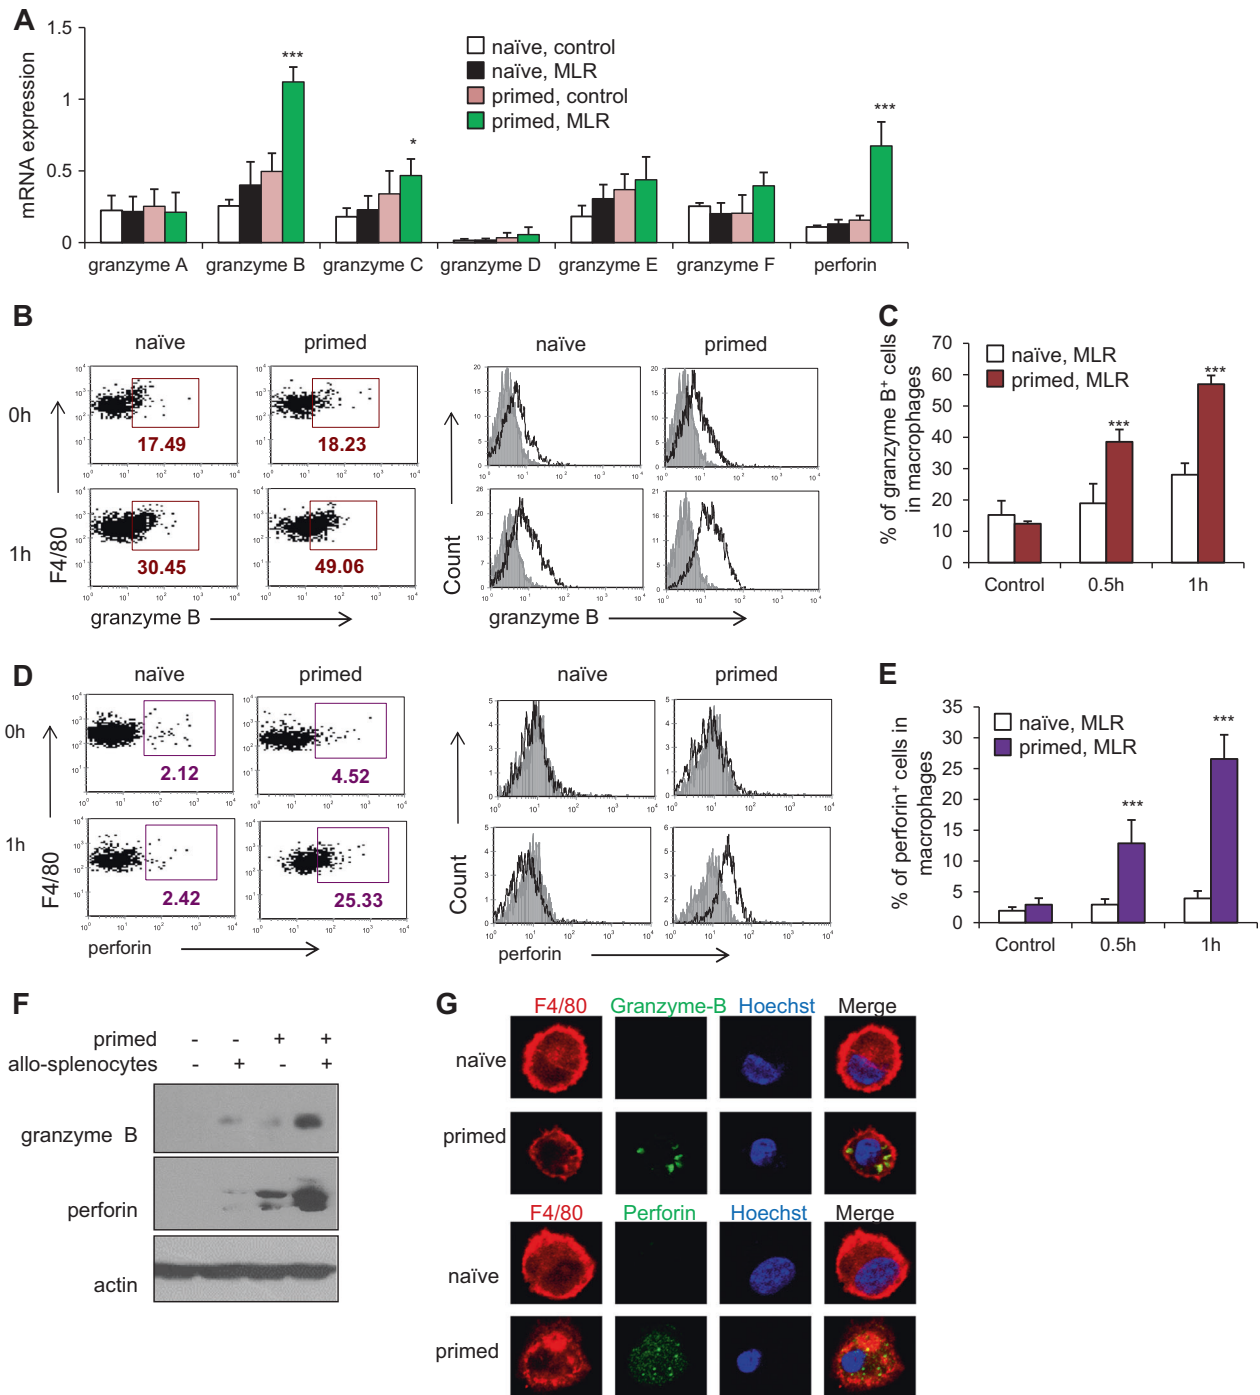 A
1.5
1
0.5
0
mRNA expression
naïve, control
naïve, MLR
primed, control
primed, MLR
***
*
***
granzyme A granzyme B granzyme C granzyme D granzyme E granzyme F perforin
B
naïve primed
0h
17.49 18.23
1h
30.45 49.06
F4/80
granzyme B
naïve primed
Count
granzyme B
C
70
60
50
40
30
20
10
0
% of granzyme B+ cells
in macrophages
naïve, MLR
primed, MLR
***
***
Control 0.5h 1h
D
naïve primed
0h
2.12 4.52
1h
2.42 25.33
F4/80
perforin
naïve primed
Count
perforin
E
35
30
25
20
15
10
5
0
% of perforin+ cells in
macrophages
naïve, MLR
primed, MLR
***
***
Control 0.5h 1h
F
primed - - + +
allo-splenocytes - + - +
granzyme B
perforin
actin
G
F4/80 Granzyme-B Hoechst Merge
naïve
primed
F4/80 Perforin Hoechst Merge
naïve
primed